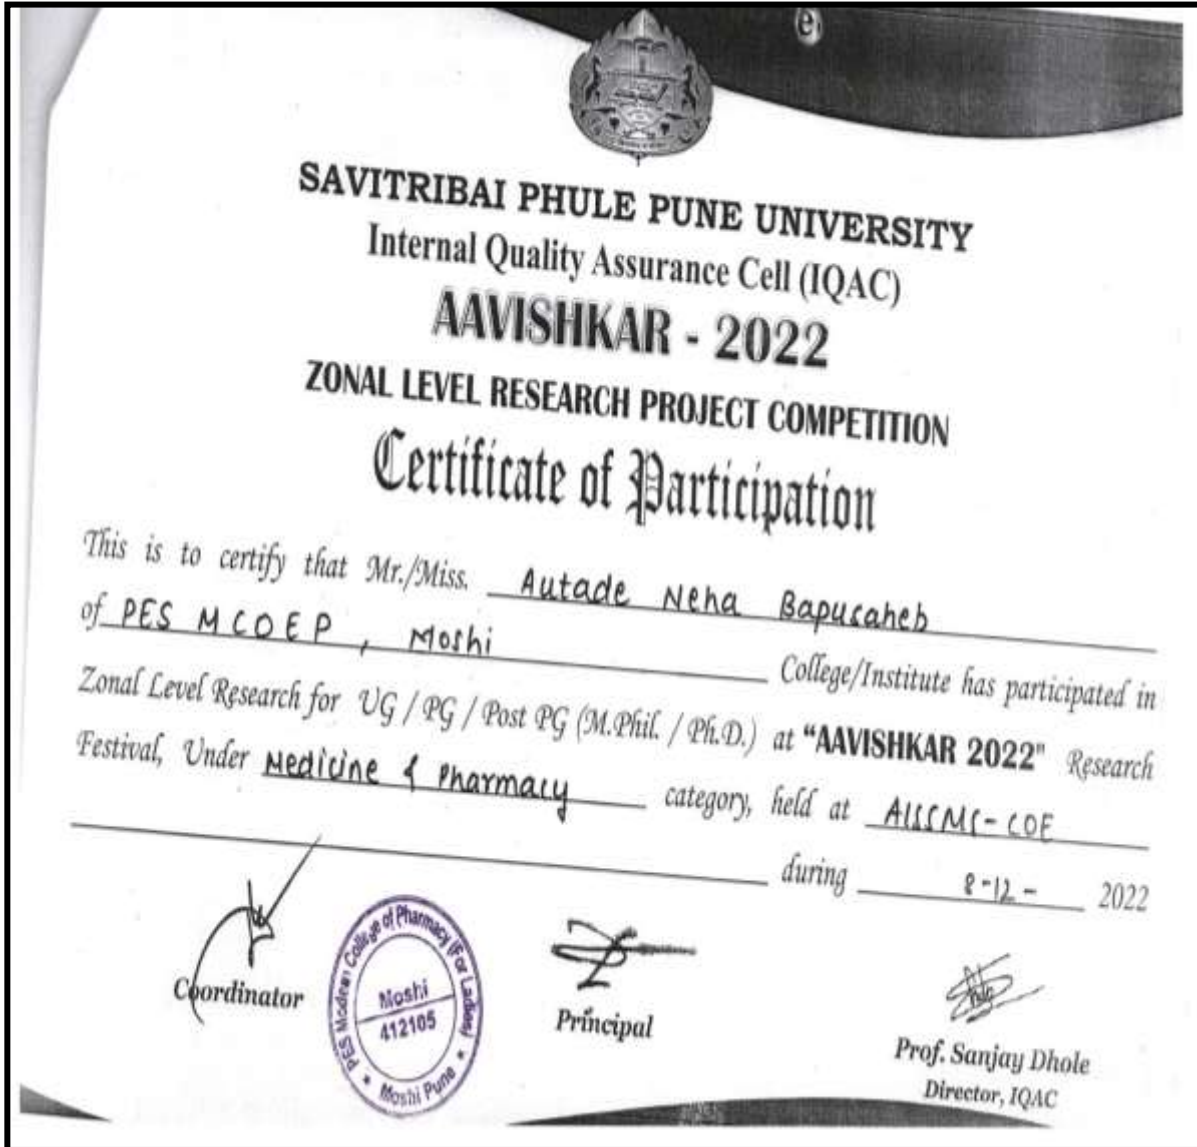 SAVITRIBAI PHULE PUNE UNIVERSITY
Internal Quality Assurance Cell (IQAC)
AAVISHKAR - 2022
ZONAL LEVEL RESEARCH PROJECT COMPETITION
Certificate of Participation
This is to certify that Mr./Miss. Autade Neha Bapusaheb
of PES MCOEP, Moshi College/Institute has participated in
Zonal Level Research for UG / PG / Post PG (M.Phil. / Ph.D.) at "AAVISHKAR 2022" Research
Festival, Under Medicine & Pharmacy category, held at AISSMS-COE
during 8-12- 2022
Coordinator
PES Modern College of Pharmacy (For Ladies)
Moshi
412105
* Moshi Pune *
Principal
Prof. Sanjay Dhole
Director, IQAC